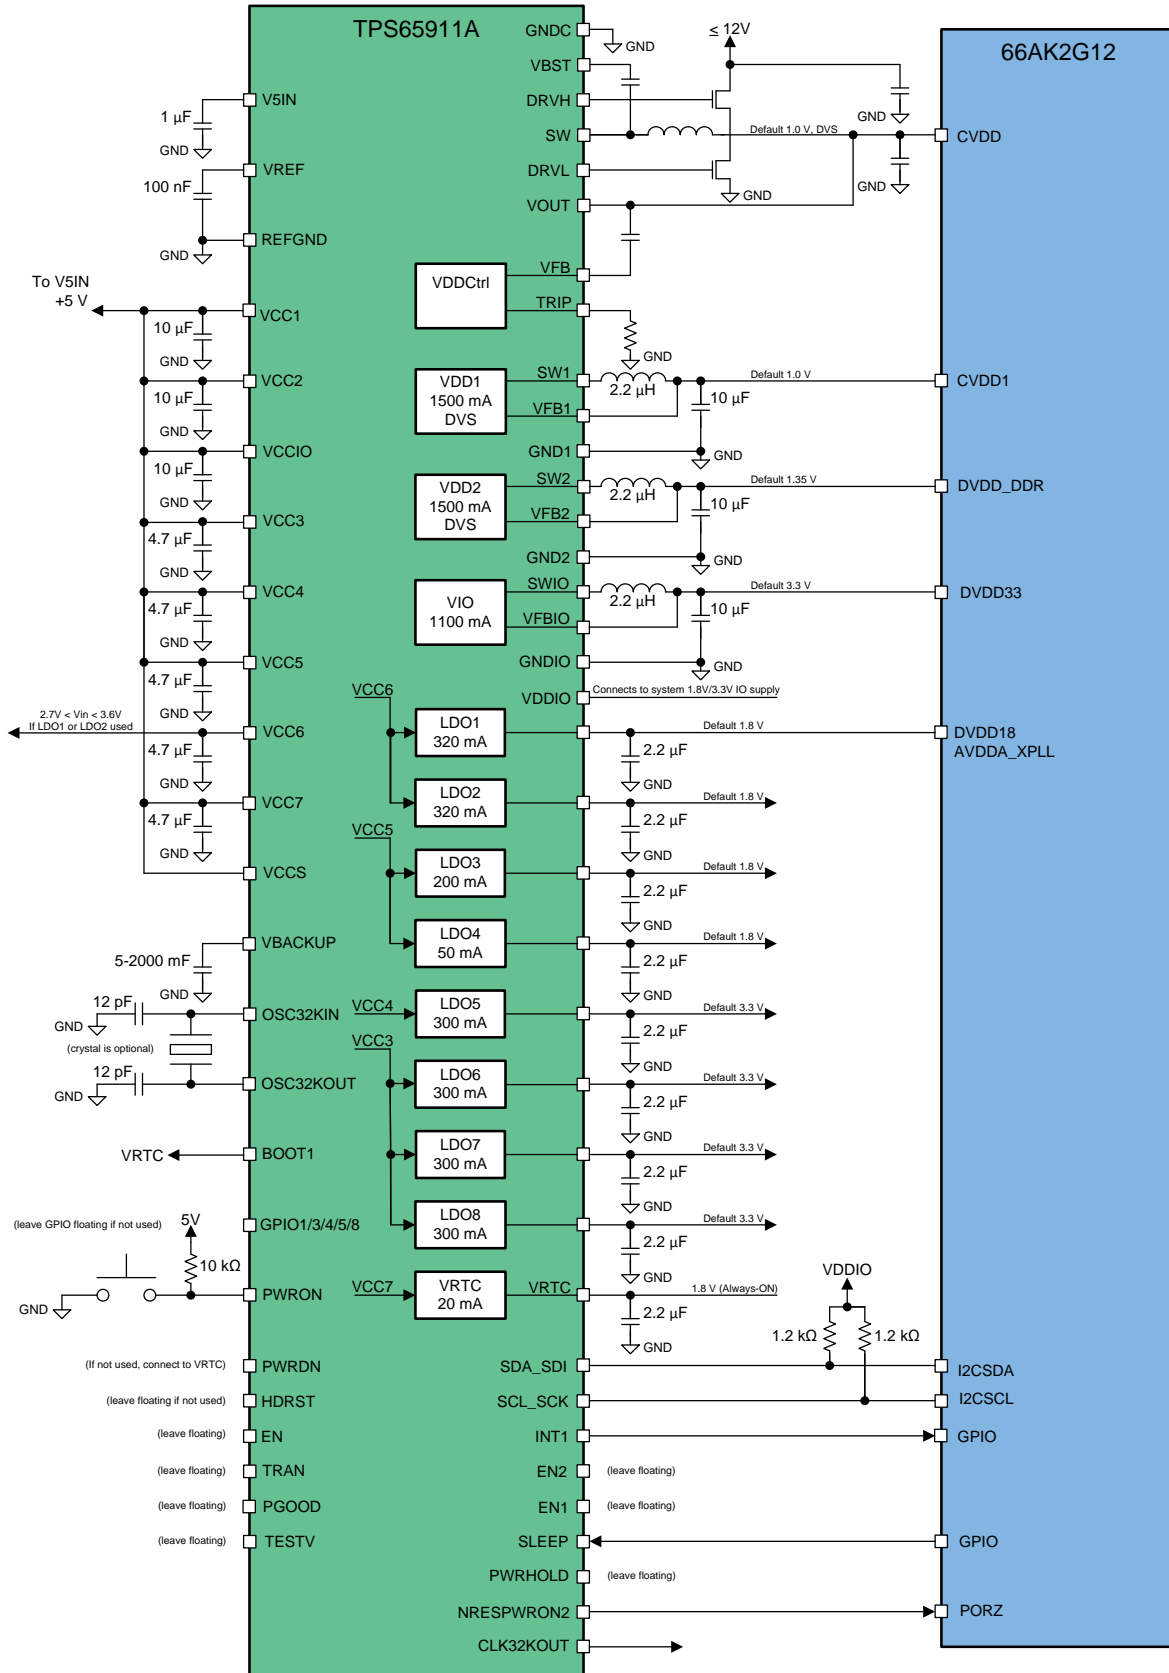 TPS65911A
66AK2G12
GNDC
GND
≤ 12V
VBST
V5IN
1 µF
GND
DRVH
GND
SW
Default 1.0 V, DVS
CVDD
VREF
100 nF
DRVL
GND
GND
VOUT
REFGND
GND
VDDCtrl
VFB
TRIP
GND
To V5IN
+5 V
VCC1
10 µF
GND
VCC2
10 µF
GND
VDD1
1500 mA
DVS
SW1
VFB1
2.2 µH
Default 1.0 V
10 µF
CVDD1
GND1
GND
VCCIO
10 µF
GND
VDD2
1500 mA
DVS
SW2
VFB2
2.2 µH
Default 1.35 V
10 µF
DVDD_DDR
GND2
GND
VCC3
4.7 µF
GND
VCC4
4.7 µF
GND
VIO
1100 mA
SWIO
VFBIO
2.2 µH
Default 3.3 V
10 µF
DVDD33
GNDIO
GND
VCC5
4.7 µF
GND
VDDIO
Connects to system 1.8V/3.3V IO supply
2.7V < Vin < 3.6V
If LDO1 or LDO2 used
VCC6
4.7 µF
GND
VCC6
LDO1
320 mA
Default 1.8 V
2.2 µF
GND
DVDD18
AVDDA_XPLL
VCC7
4.7 µF
GND
LDO2
320 mA
Default 1.8 V
2.2 µF
GND
VCCS
VCC5
LDO3
200 mA
Default 1.8 V
2.2 µF
GND
VBACKUP
5-2000 mF
GND
LDO4
50 mA
Default 1.8 V
2.2 µF
GND
12 pF
GND
OSC32KIN
(crystal is optional)
VCC4
LDO5
300 mA
Default 3.3 V
2.2 µF
GND
12 pF
GND
OSC32KOUT
VCC3
LDO6
300 mA
Default 3.3 V
2.2 µF
GND
VRTC
BOOT1
LDO7
300 mA
Default 3.3 V
2.2 µF
GND
(leave GPIO floating if not used)
5V
GPIO1/3/4/5/8
LDO8
300 mA
Default 3.3 V
2.2 µF
GND
10 kΩ
GND
PWRON
VCC7
VRTC
20 mA
VRTC
1.8 V (Always-ON)
2.2 µF
GND
VDDIO
1.2 kΩ
1.2 kΩ
(If not used, connect to VRTC)
PWRDN
SDA_SDI
I2CSDA
(leave floating if not used)
HDRST
SCL_SCK
I2CSCL
(leave floating)
EN
INT1
GPIO
(leave floating)
TRAN
EN2
(leave floating)
(leave floating)
PGOOD
EN1
(leave floating)
(leave floating)
TESTV
SLEEP
GPIO
PWRHOLD
(leave floating)
NRESPWRON2
PORZ
CLK32KOUT